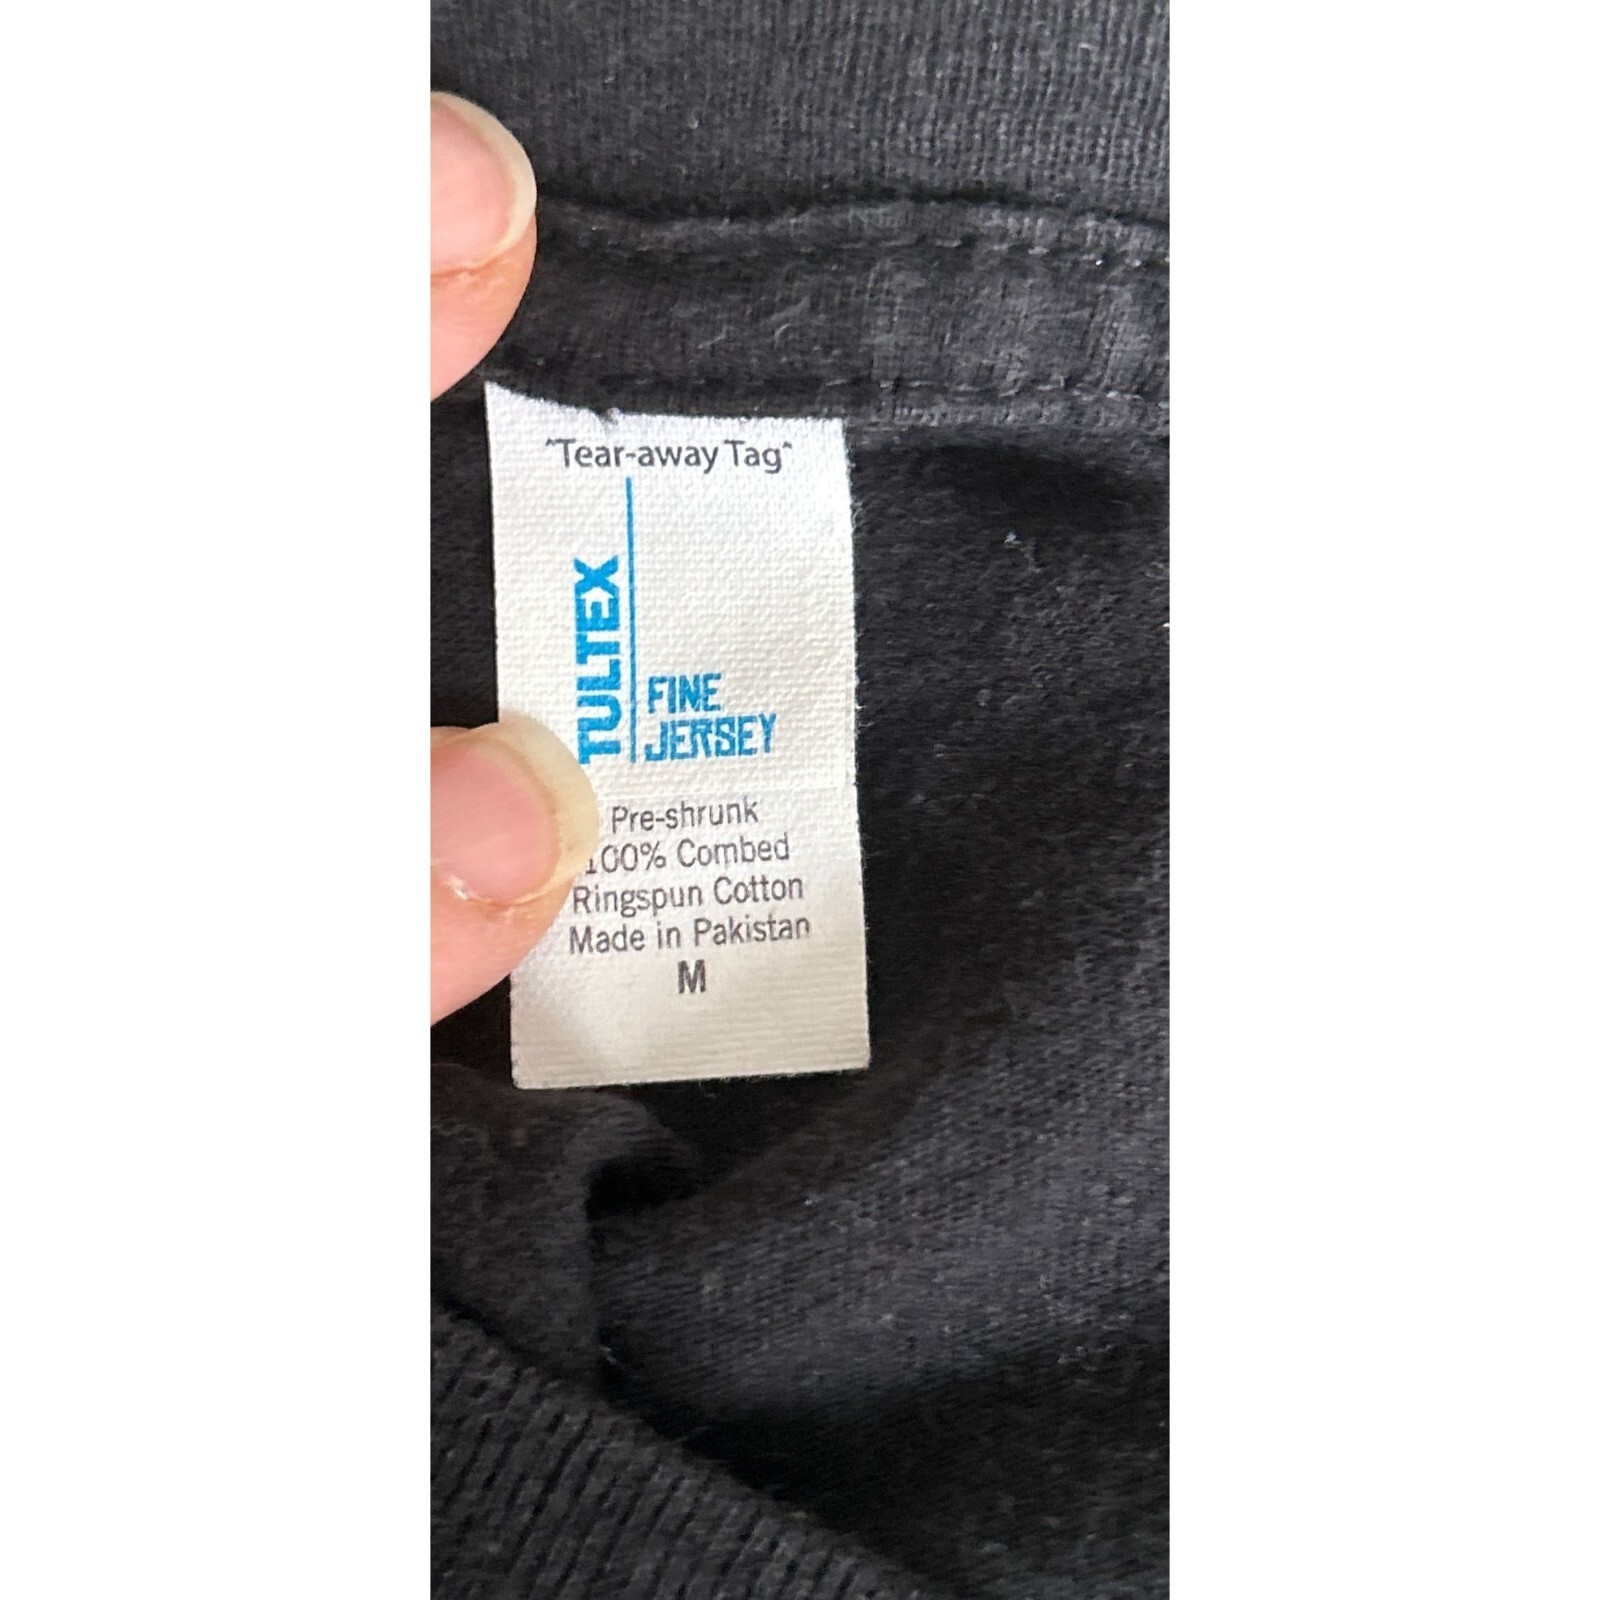 "Tear-away Tag"
TULTEX
FINE
JERSEY
Pre-shrunk
100% Combed
Ringspun Cotton
Made in Pakistan
M